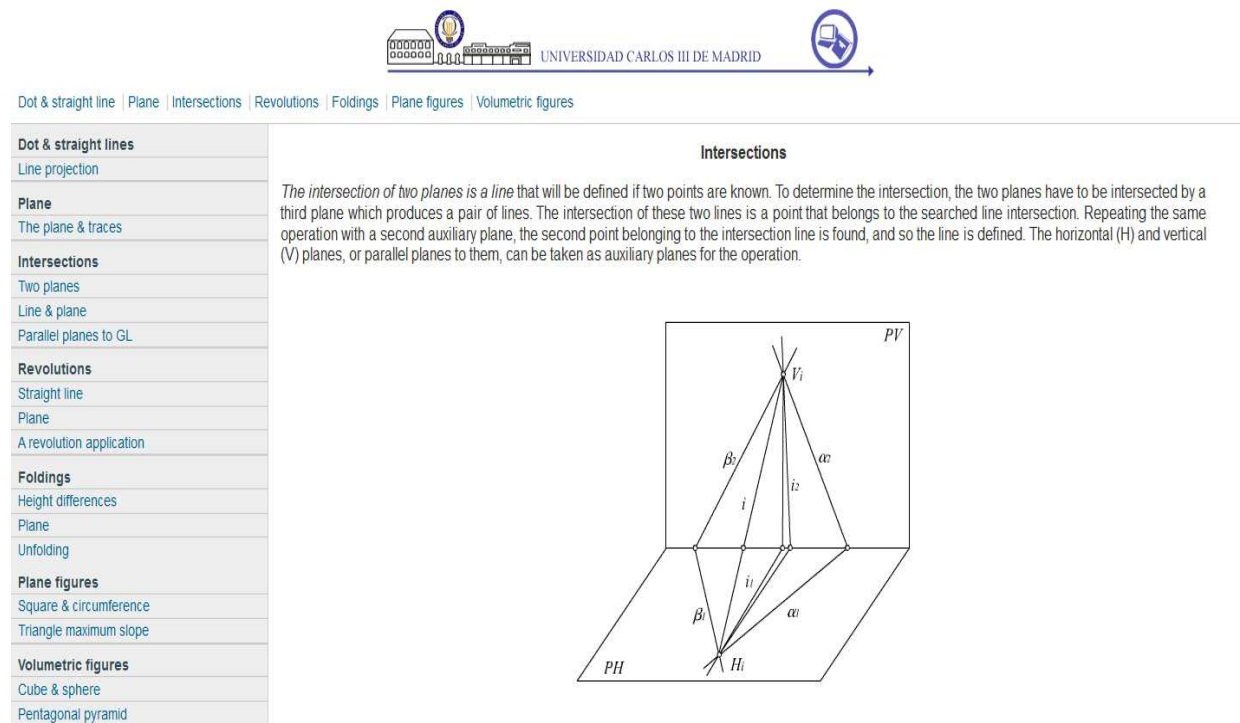 UNIVERSIDAD CARLOS III DE MADRID
Dot & straight line | Plane | Intersections | Revolutions | Foldings | Plane figures | Volumetric figures
Dot & straight lines
Line projection
Plane
The plane & traces
Intersections
Two planes
Line & plane
Parallel planes to GL
Revolutions
Straight line
Plane
A revolution application
Foldings
Height differences
Plane
Unfolding
Plane figures
Square & circumference
Triangle maximum slope
Volumetric figures
Cube & sphere
Pentagonal pyramid
Intersections
The intersection of two planes is a line that will be defined if two points are known. To determine the intersection, the two planes have to be intersected by a
third plane which produces a pair of lines. The intersection of these two lines is a point that belongs to the searched line intersection. Repeating the same
operation with a second auxiliary plane, the second point belonging to the intersection line is found, and so the line is defined. The horizontal (H) and vertical
(V) planes, or parallel planes to them, can be taken as auxiliary planes for the operation.
PV
Vi
β2
α2
i2
i
i1
β1
α1
PH
Hi